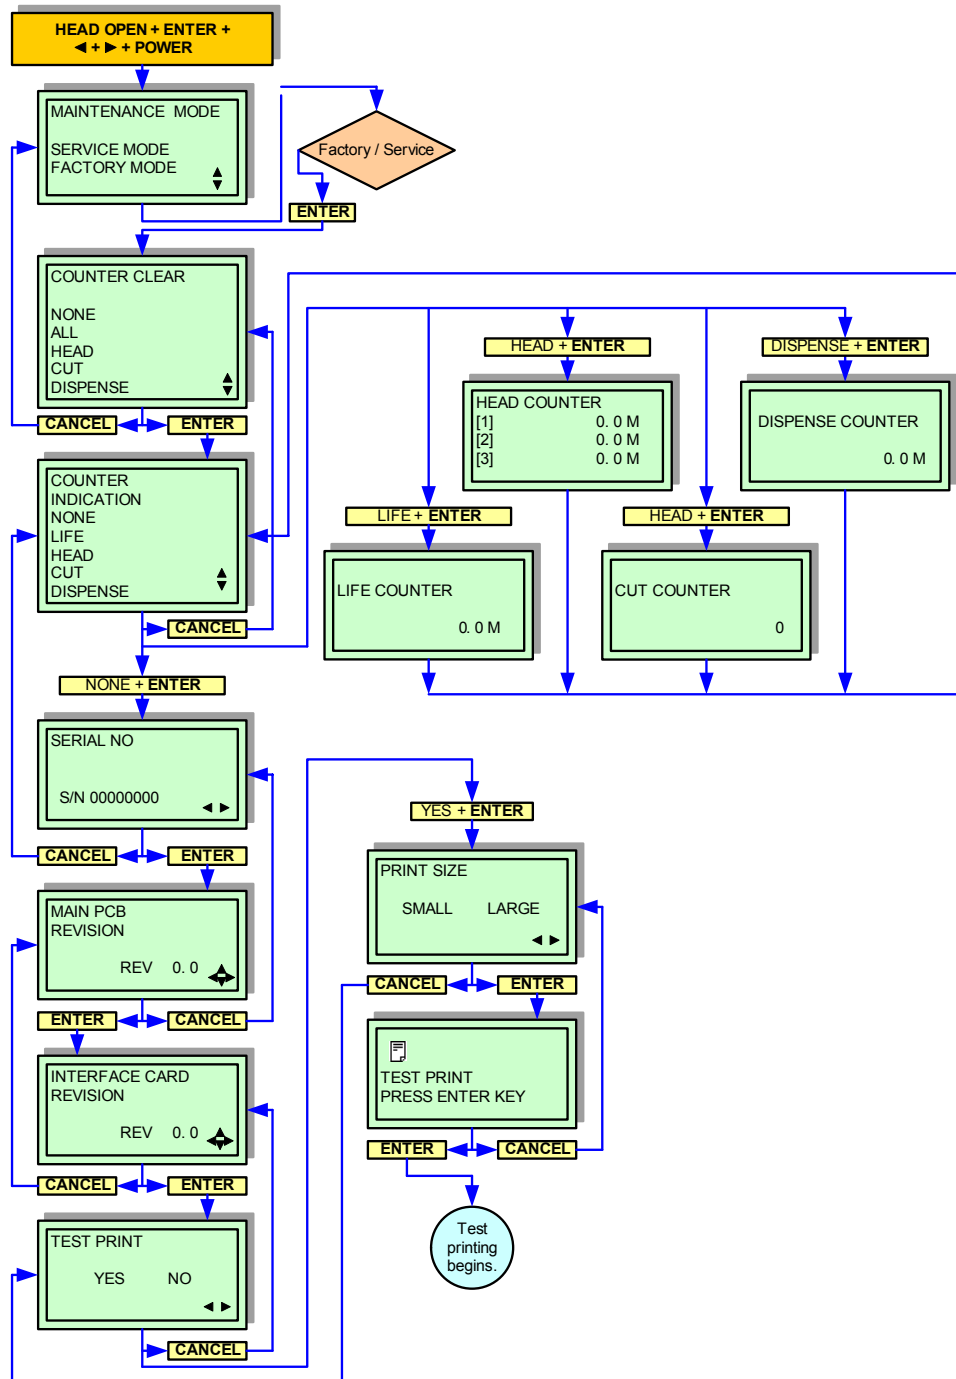 HEAD OPEN + ENTER +
◄ + ► + POWER
MAINTENANCE MODE
SERVICE MODE
FACTORY MODE
Factory / Service
ENTER
COUNTER CLEAR
NONE
ALL
HEAD
CUT
DISPENSE
CANCEL
ENTER
HEAD + ENTER
DISPENSE + ENTER
HEAD COUNTER
[1] 0. 0 M
[2] 0. 0 M
[3] 0. 0 M
DISPENSE COUNTER
0. 0 M
COUNTER
INDICATION
NONE
LIFE
HEAD
CUT
DISPENSE
CANCEL
LIFE + ENTER
HEAD + ENTER
LIFE COUNTER
0. 0 M
CUT COUNTER
0
NONE + ENTER
SERIAL NO
S/N 00000000
CANCEL
ENTER
MAIN PCB
REVISION
REV 0. 0
ENTER
CANCEL
INTERFACE CARD
REVISION
REV 0. 0
CANCEL
ENTER
TEST PRINT
YES NO
CANCEL
YES + ENTER
PRINT SIZE
SMALL LARGE
CANCEL
ENTER
TEST PRINT
PRESS ENTER KEY
ENTER
CANCEL
Test
printing
begins.